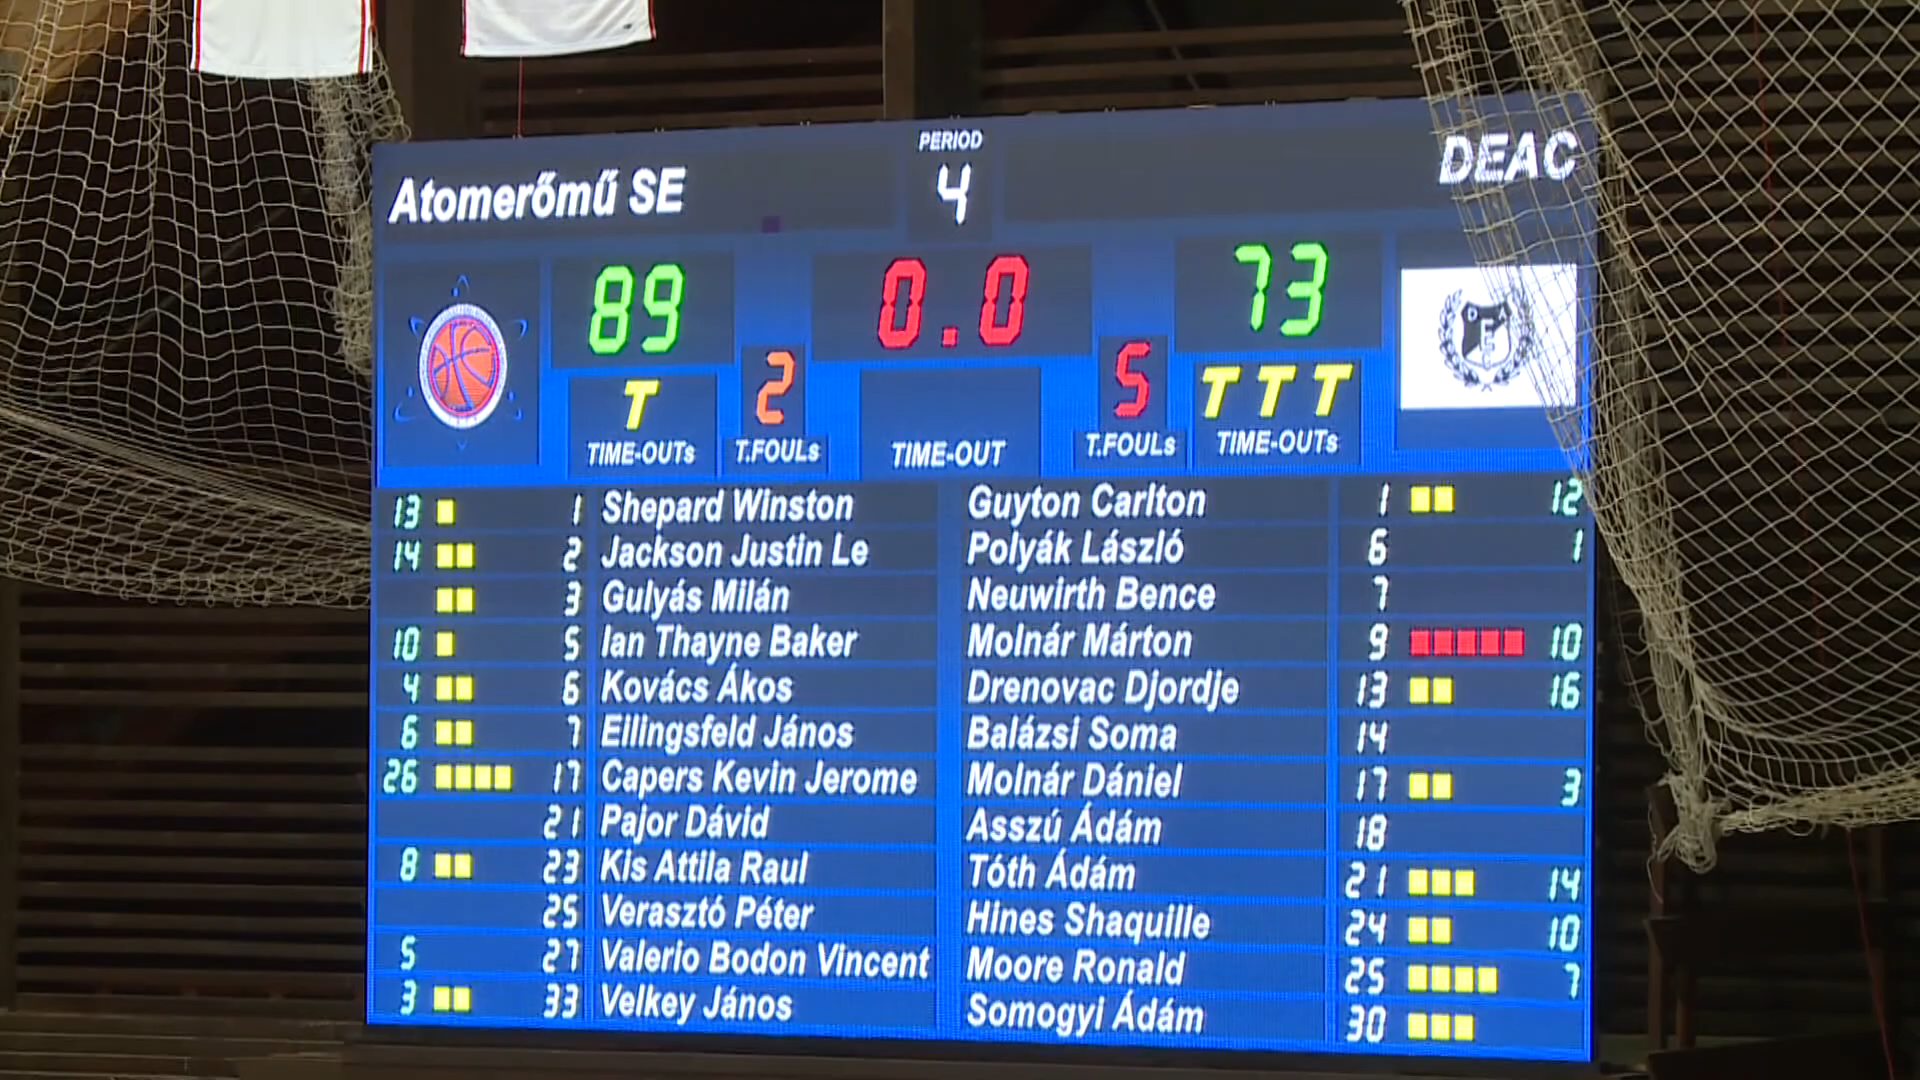 PERIOD
Atomerőmű SE 4 DEAC
89 0.0 73
T 2 5 T T T
TIME-OUTs T.FOULs TIME-OUT T.FOULs TIME-OUTs
13 1 Shepard Winston Guyton Carlton 1 12
14 2 Jackson Justin Le Polyák László 6 1
3 Gulyás Milán Neuwirth Bence 7
10 5 Ian Thayne Baker Molnár Márton 9 10
4 6 Kovács Ákos Drenovac Djordje 13 16
6 7 Eilingsfeld János Balázsi Soma 14
26 17 Capers Kevin Jerome Molnár Dániel 17 3
21 Pajor Dávid Asszú Ádám 18
8 23 Kis Attila Raul Tóth Ádám 21 14
25 Verasztó Péter Hines Shaquille 24 10
5 27 Valerio Bodon Vincent Moore Ronald 25 7
3 33 Velkey János Somogyi Ádám 30